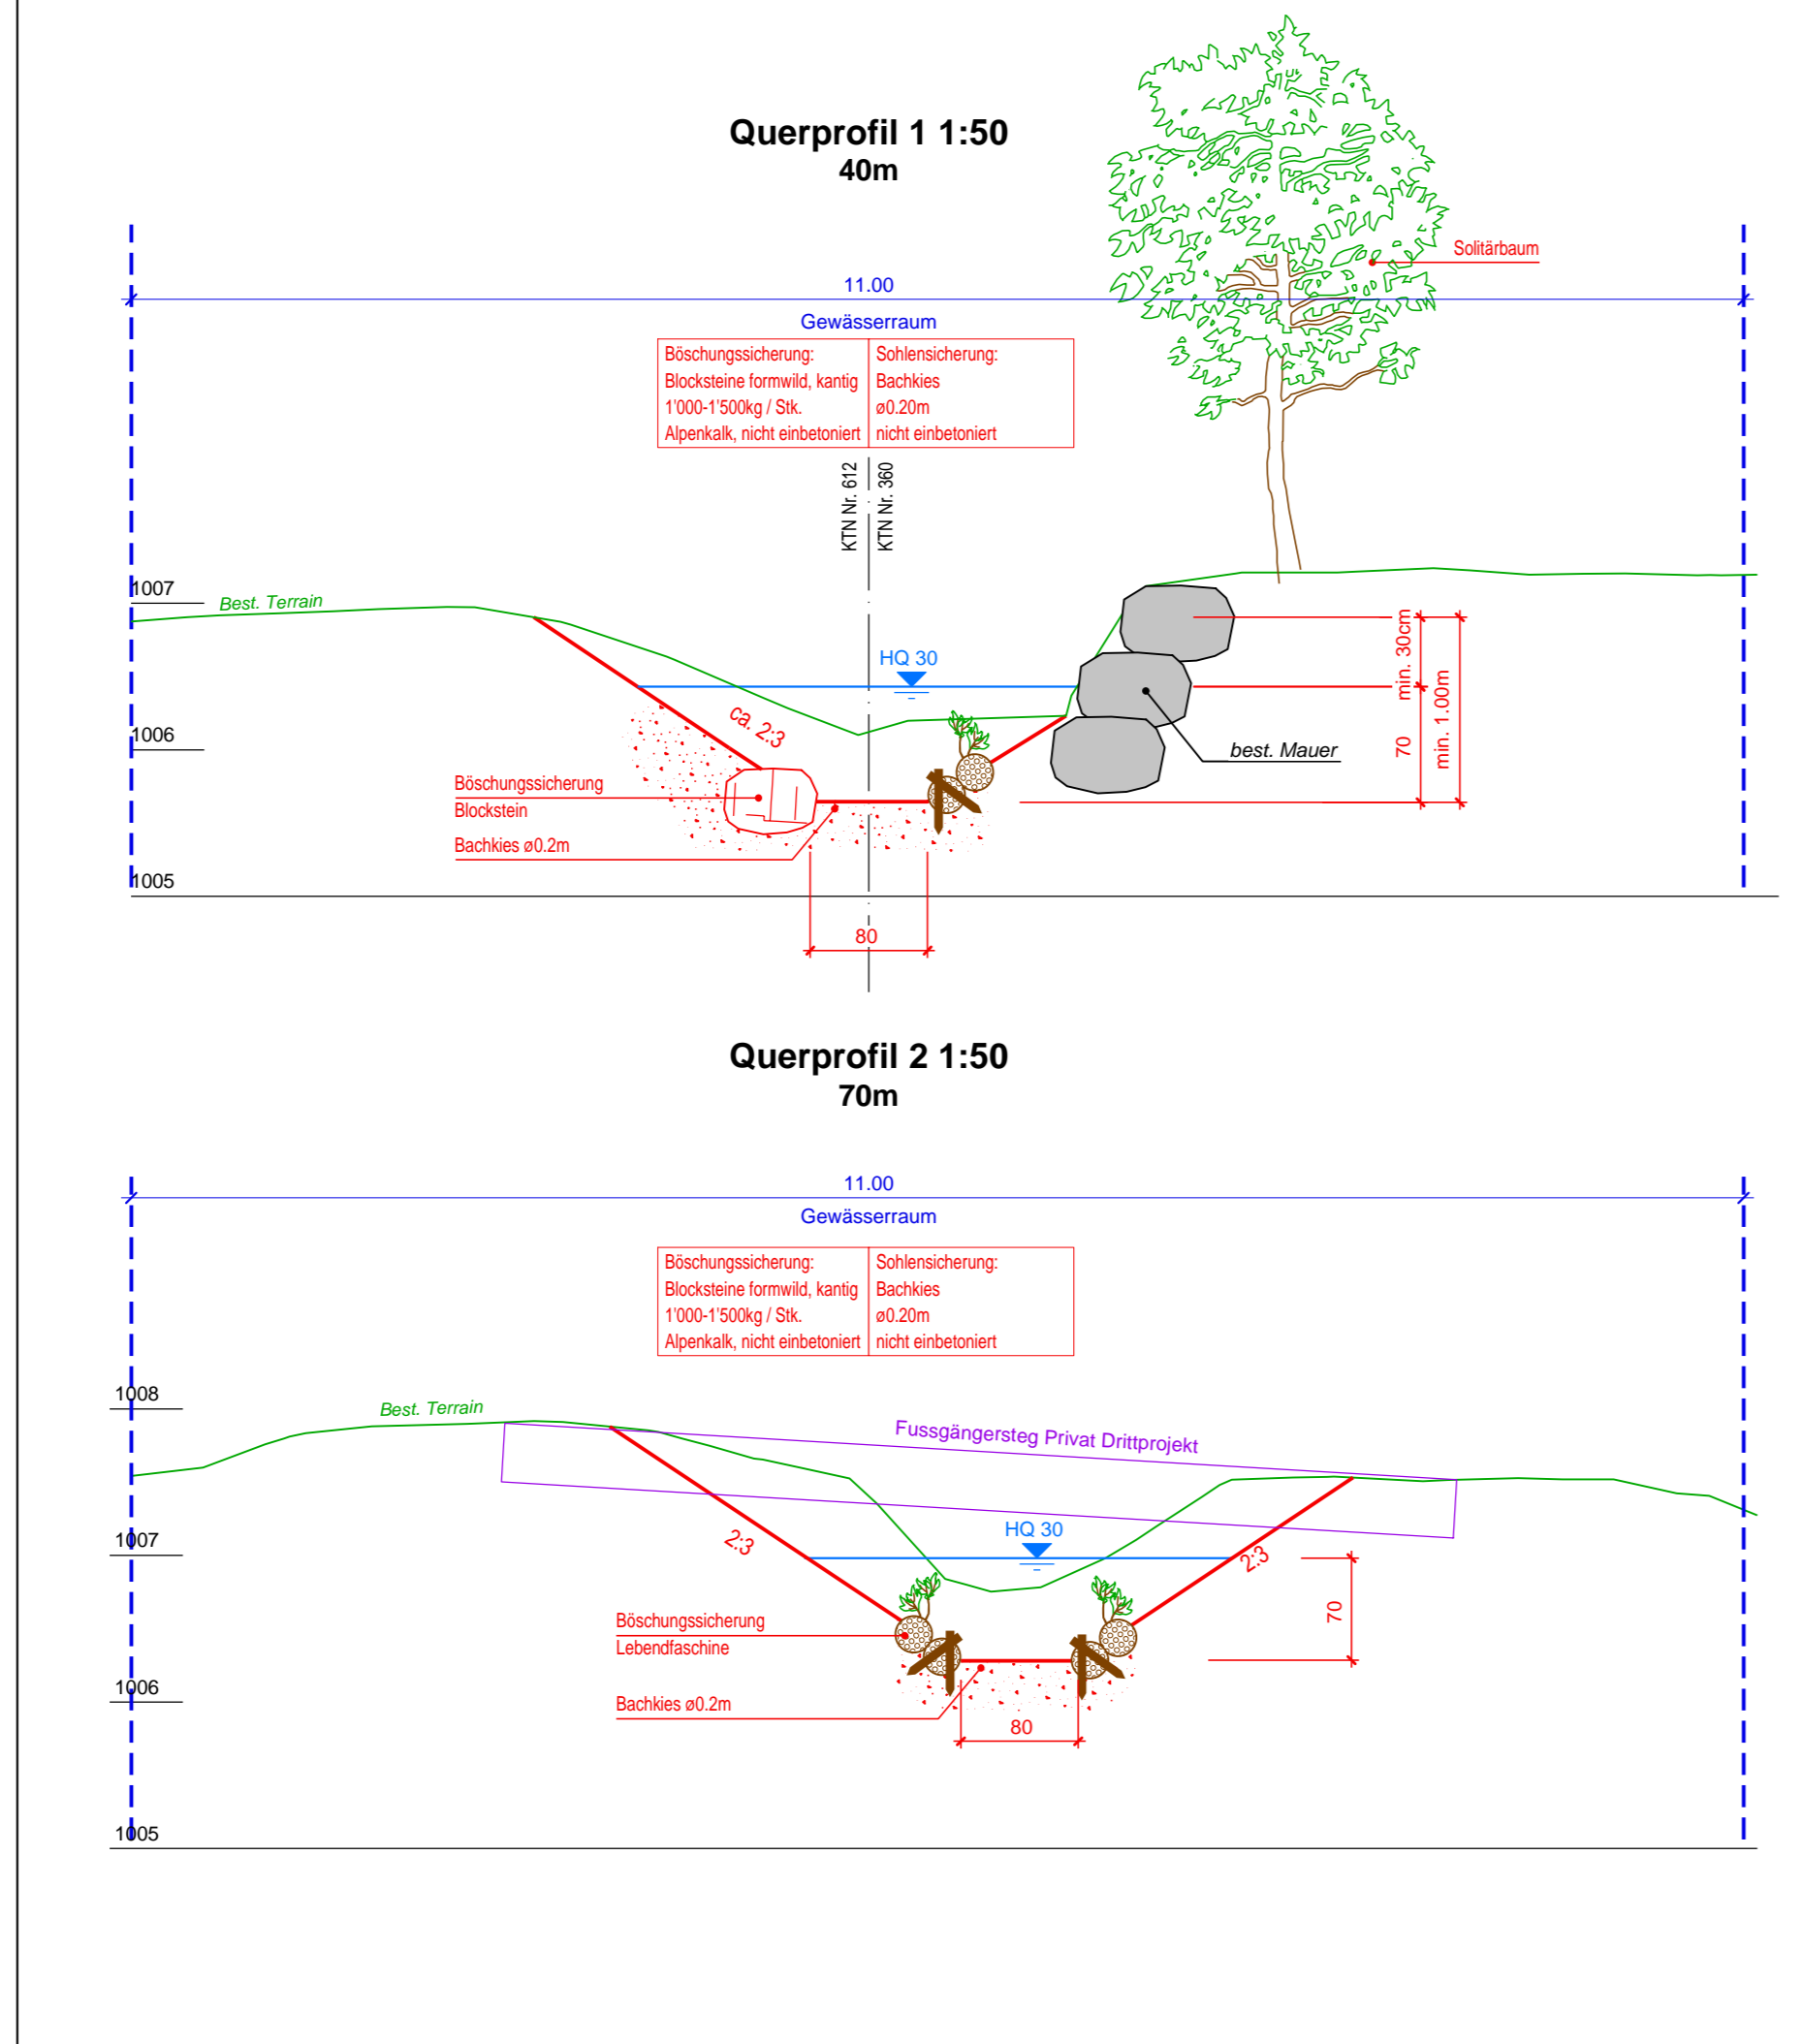 Querprofil 1 1:50
40m
Solitärbaum
11.00
Gewässerraum
Böschungssicherung:
Blocksteine formwild, kantig
1'000-1'500kg / Stk.
Alpenkalk, nicht einbetoniert
Sohlensicherung:
Bachkies
ø0.20m
nicht einbetoniert
KTN Nr. 612
KTN Nr. 360
1007
Best. Terrain
HQ 30
min. 30cm
min. 1.00m
70
ca. 2:3
1006
best. Mauer
Böschungssicherung
Blockstein
Bachkies ø0.2m
1005
80
Querprofil 2 1:50
70m
11.00
Gewässerraum
Böschungssicherung:
Blocksteine formwild, kantig
1'000-1'500kg / Stk.
Alpenkalk, nicht einbetoniert
Sohlensicherung:
Bachkies
ø0.20m
nicht einbetoniert
1008
Best. Terrain
Fussgängersteg Privat Drittprojekt
1007
HQ 30
2:3
2:3
70
Böschungssicherung
Lebendfaschine
1006
Bachkies ø0.2m
80
1005